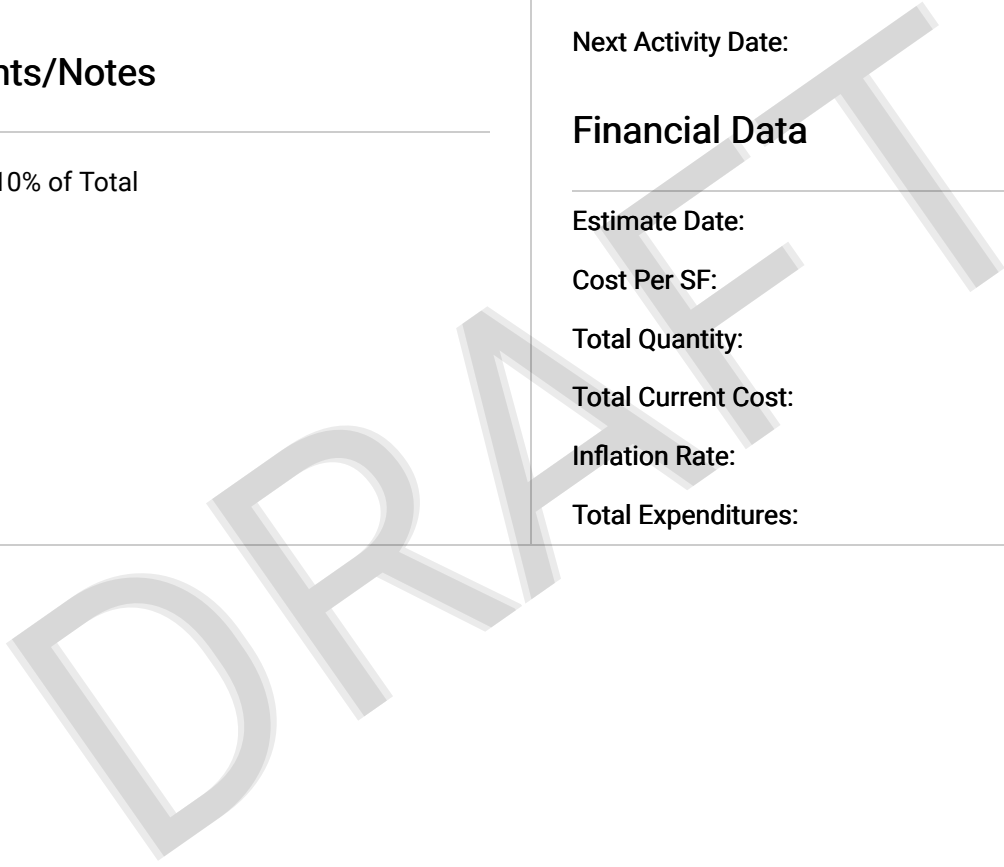 nts/Notes
10% of Total
Next Activity Date:
Financial Data
Estimate Date:
Cost Per SF:
Total Quantity:
Total Current Cost:
Inflation Rate:
Total Expenditures:
DRAFT